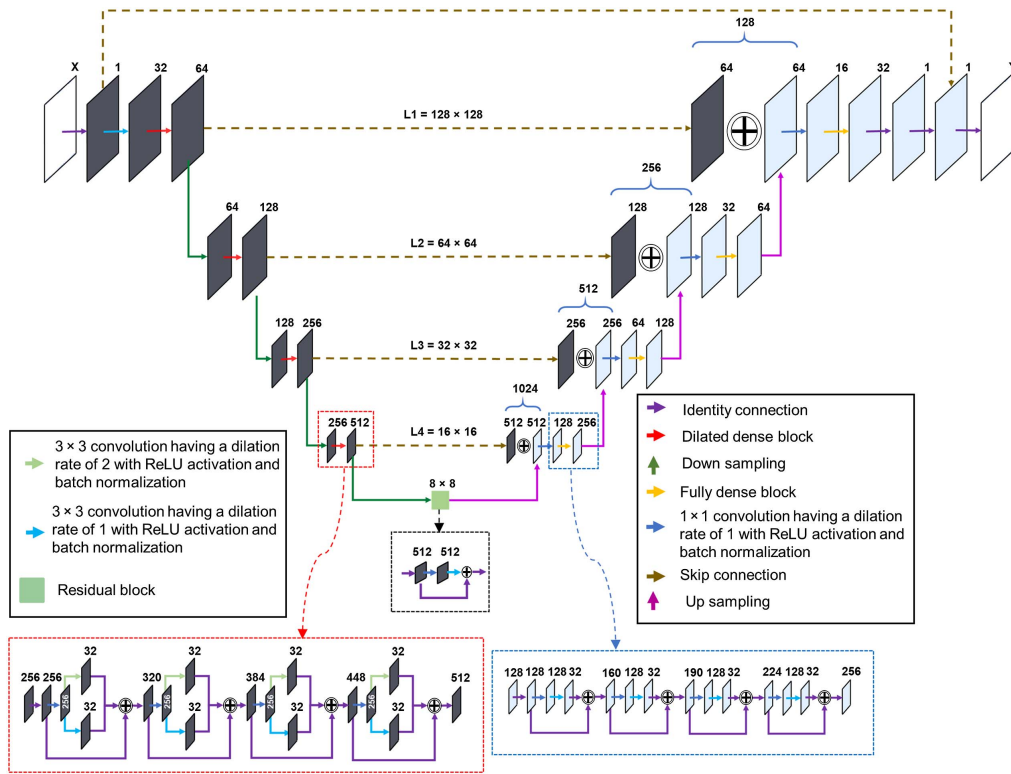 128
X 1 32 64
64 64 16 32 1 1
L1 = 128 × 128
256
64 128
128 128 32 64
L2 = 64 × 64
512
128 256
256 256 64 128
L3 = 32 × 32
1024
256 512
512 512 128 256
L4 = 16 × 16
8 × 8
512 512
3 × 3 convolution having a dilation
rate of 2 with ReLU activation and
batch normalization
3 × 3 convolution having a dilation
rate of 1 with ReLU activation and
batch normalization
Residual block
Identity connection
Dilated dense block
Down sampling
Fully dense block
1 × 1 convolution having a dilation
rate of 1 with ReLU activation and
batch normalization
Skip connection
Up sampling
32 32 32 32
256 256 320 384 448 512
256 256 256 256
32 32 32 32
128 128 128 32 160 128 32 190 128 32 224 128 32 256